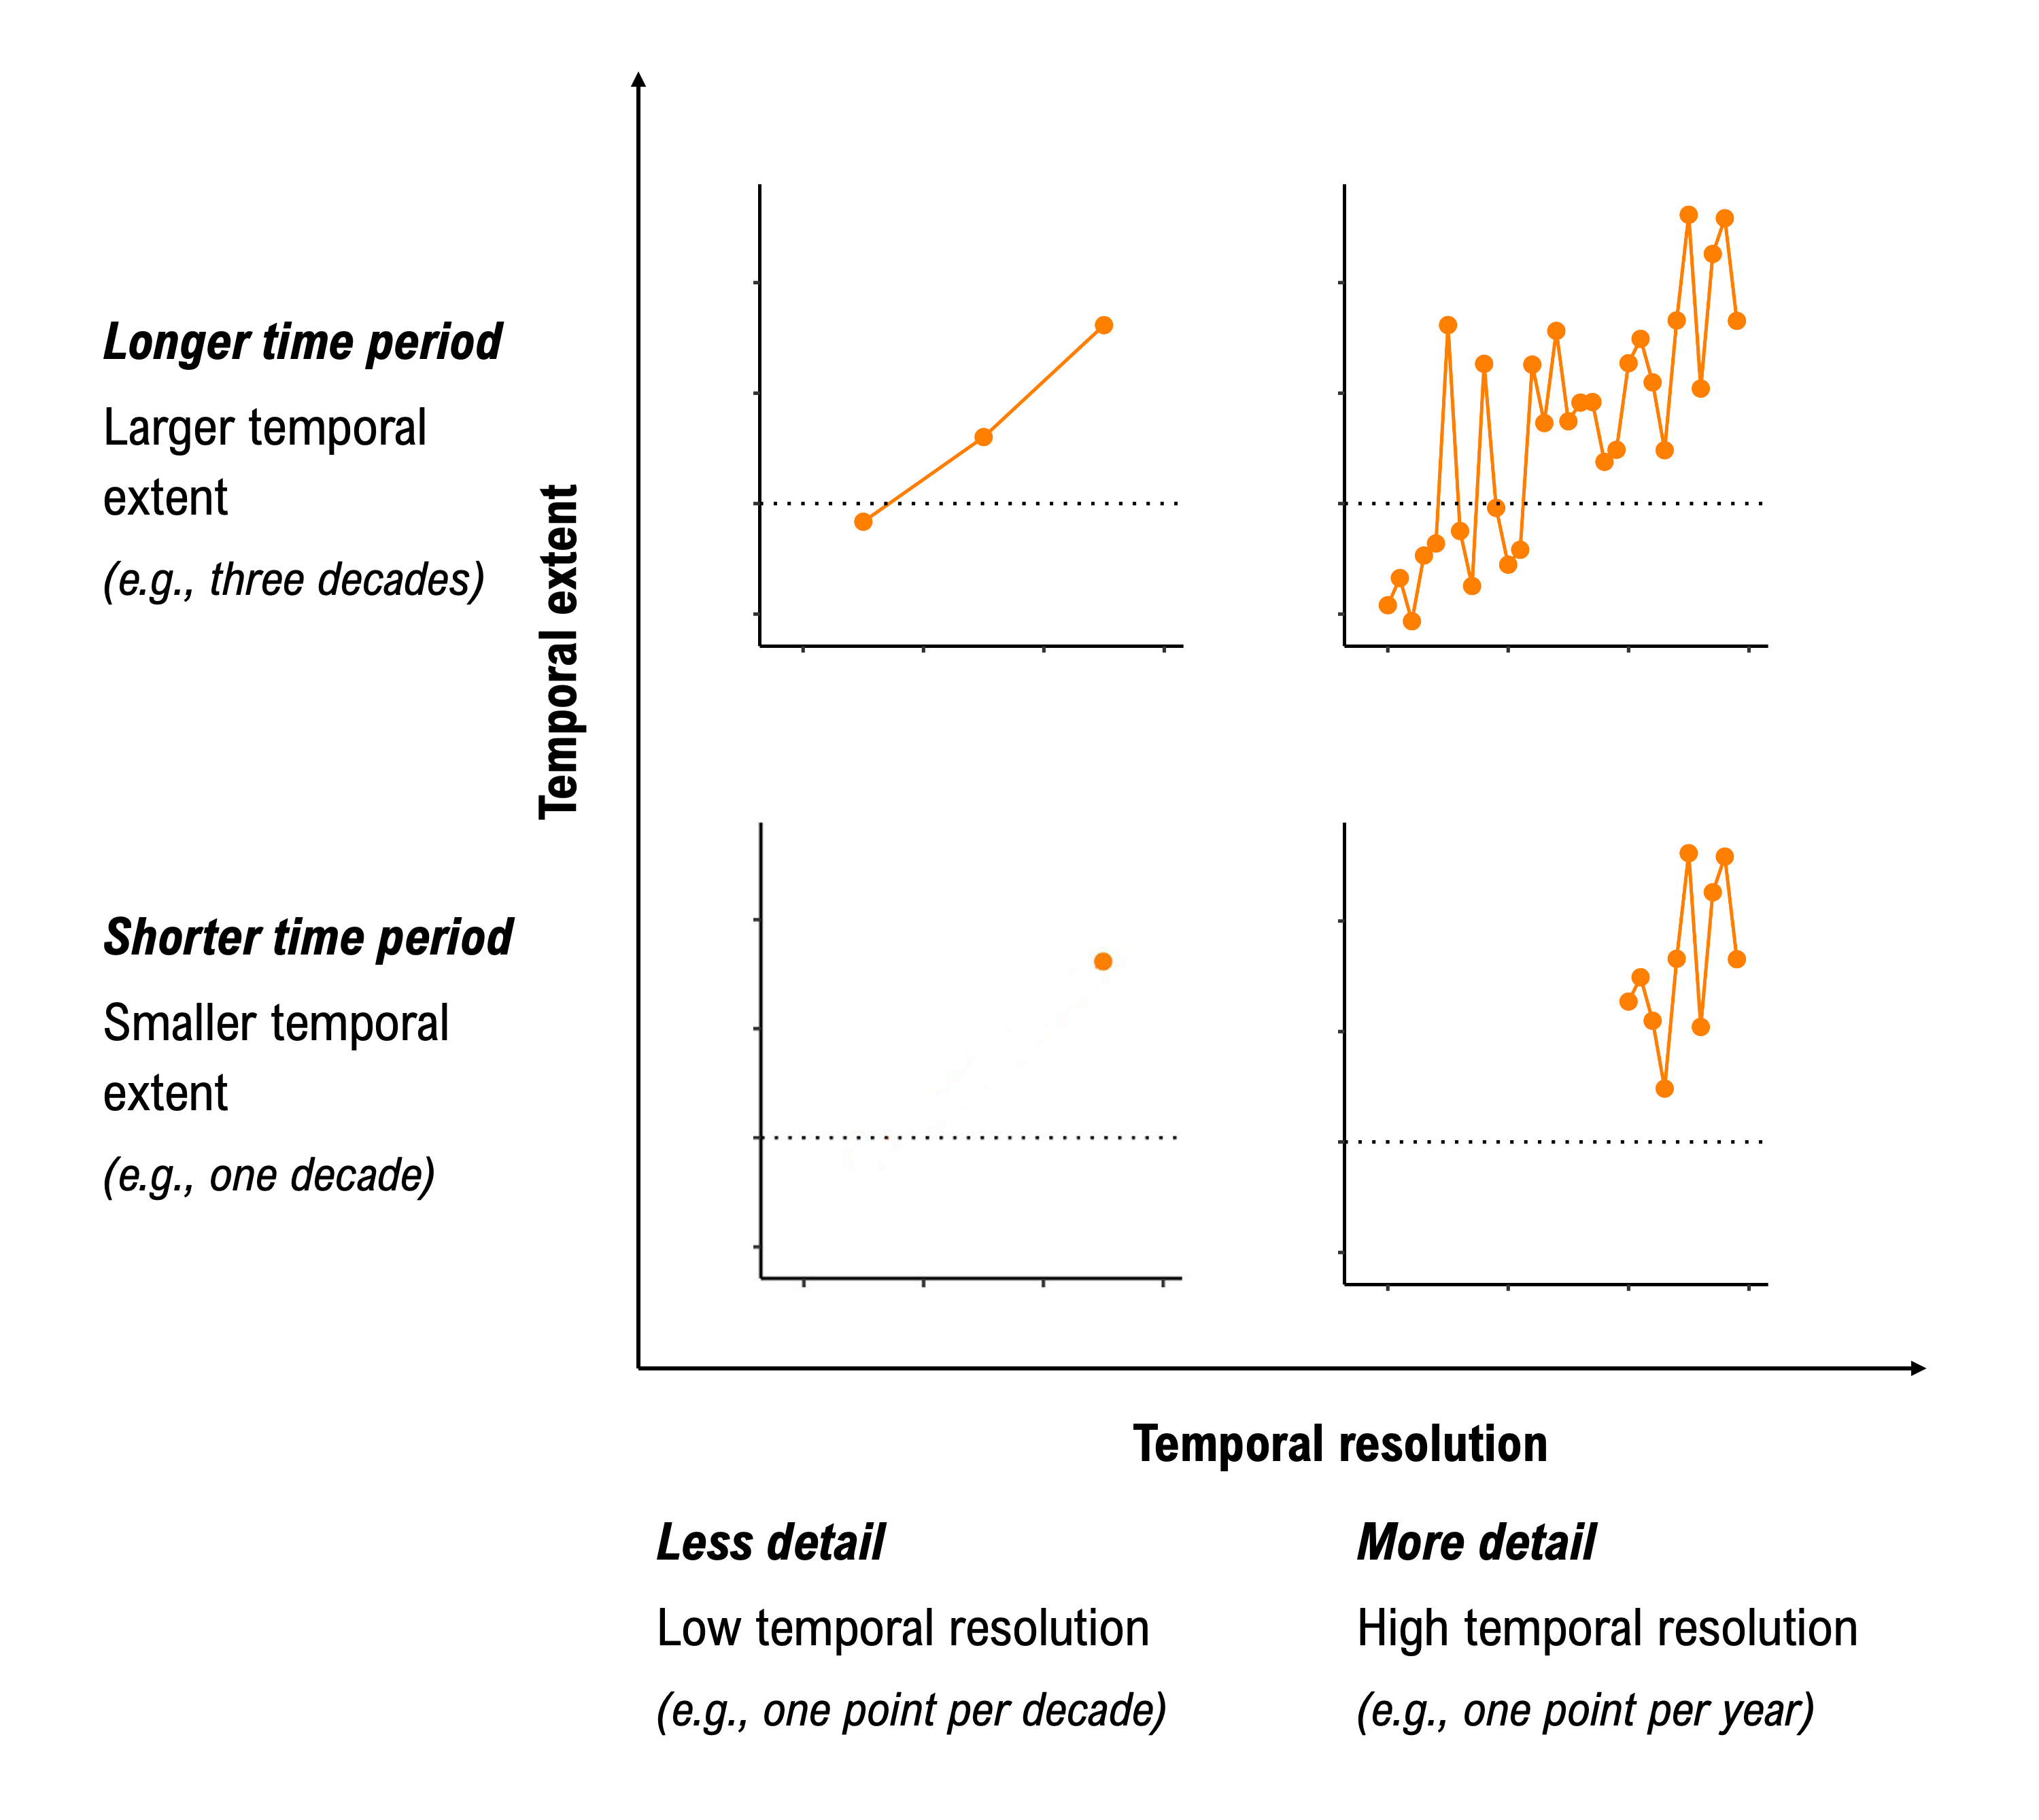 Longer time period
Larger temporal
extent
(e.g., three decades)
Temporal extent
Shorter time period
Smaller temporal
extent
(e.g., one decade)
Temporal resolution
Less detail
Low temporal resolution
(e.g., one point per decade)
More detail
High temporal resolution
(e.g., one point per year)